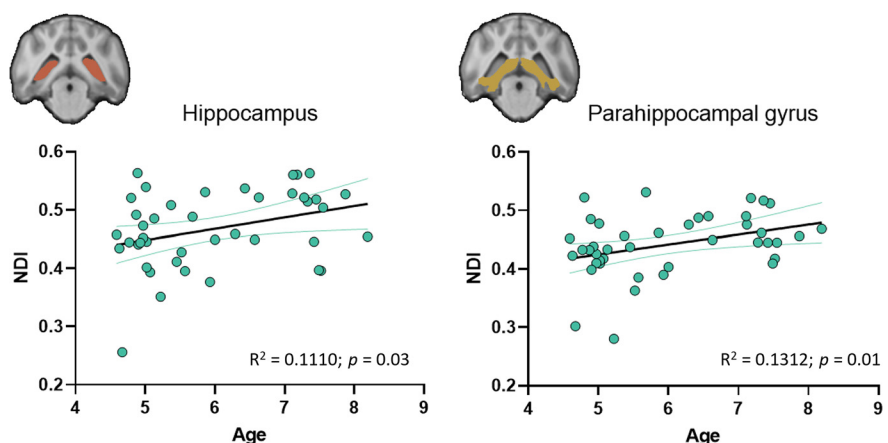 Hippocampus
NDI
0.6
0.5
0.4
0.3
0.2
R² = 0.1110; p = 0.03
4 5 6 7 8 9
Age
Parahippocampal gyrus
NDI
0.6
0.5
0.4
0.3
0.2
R² = 0.1312; p = 0.01
4 5 6 7 8 9
Age